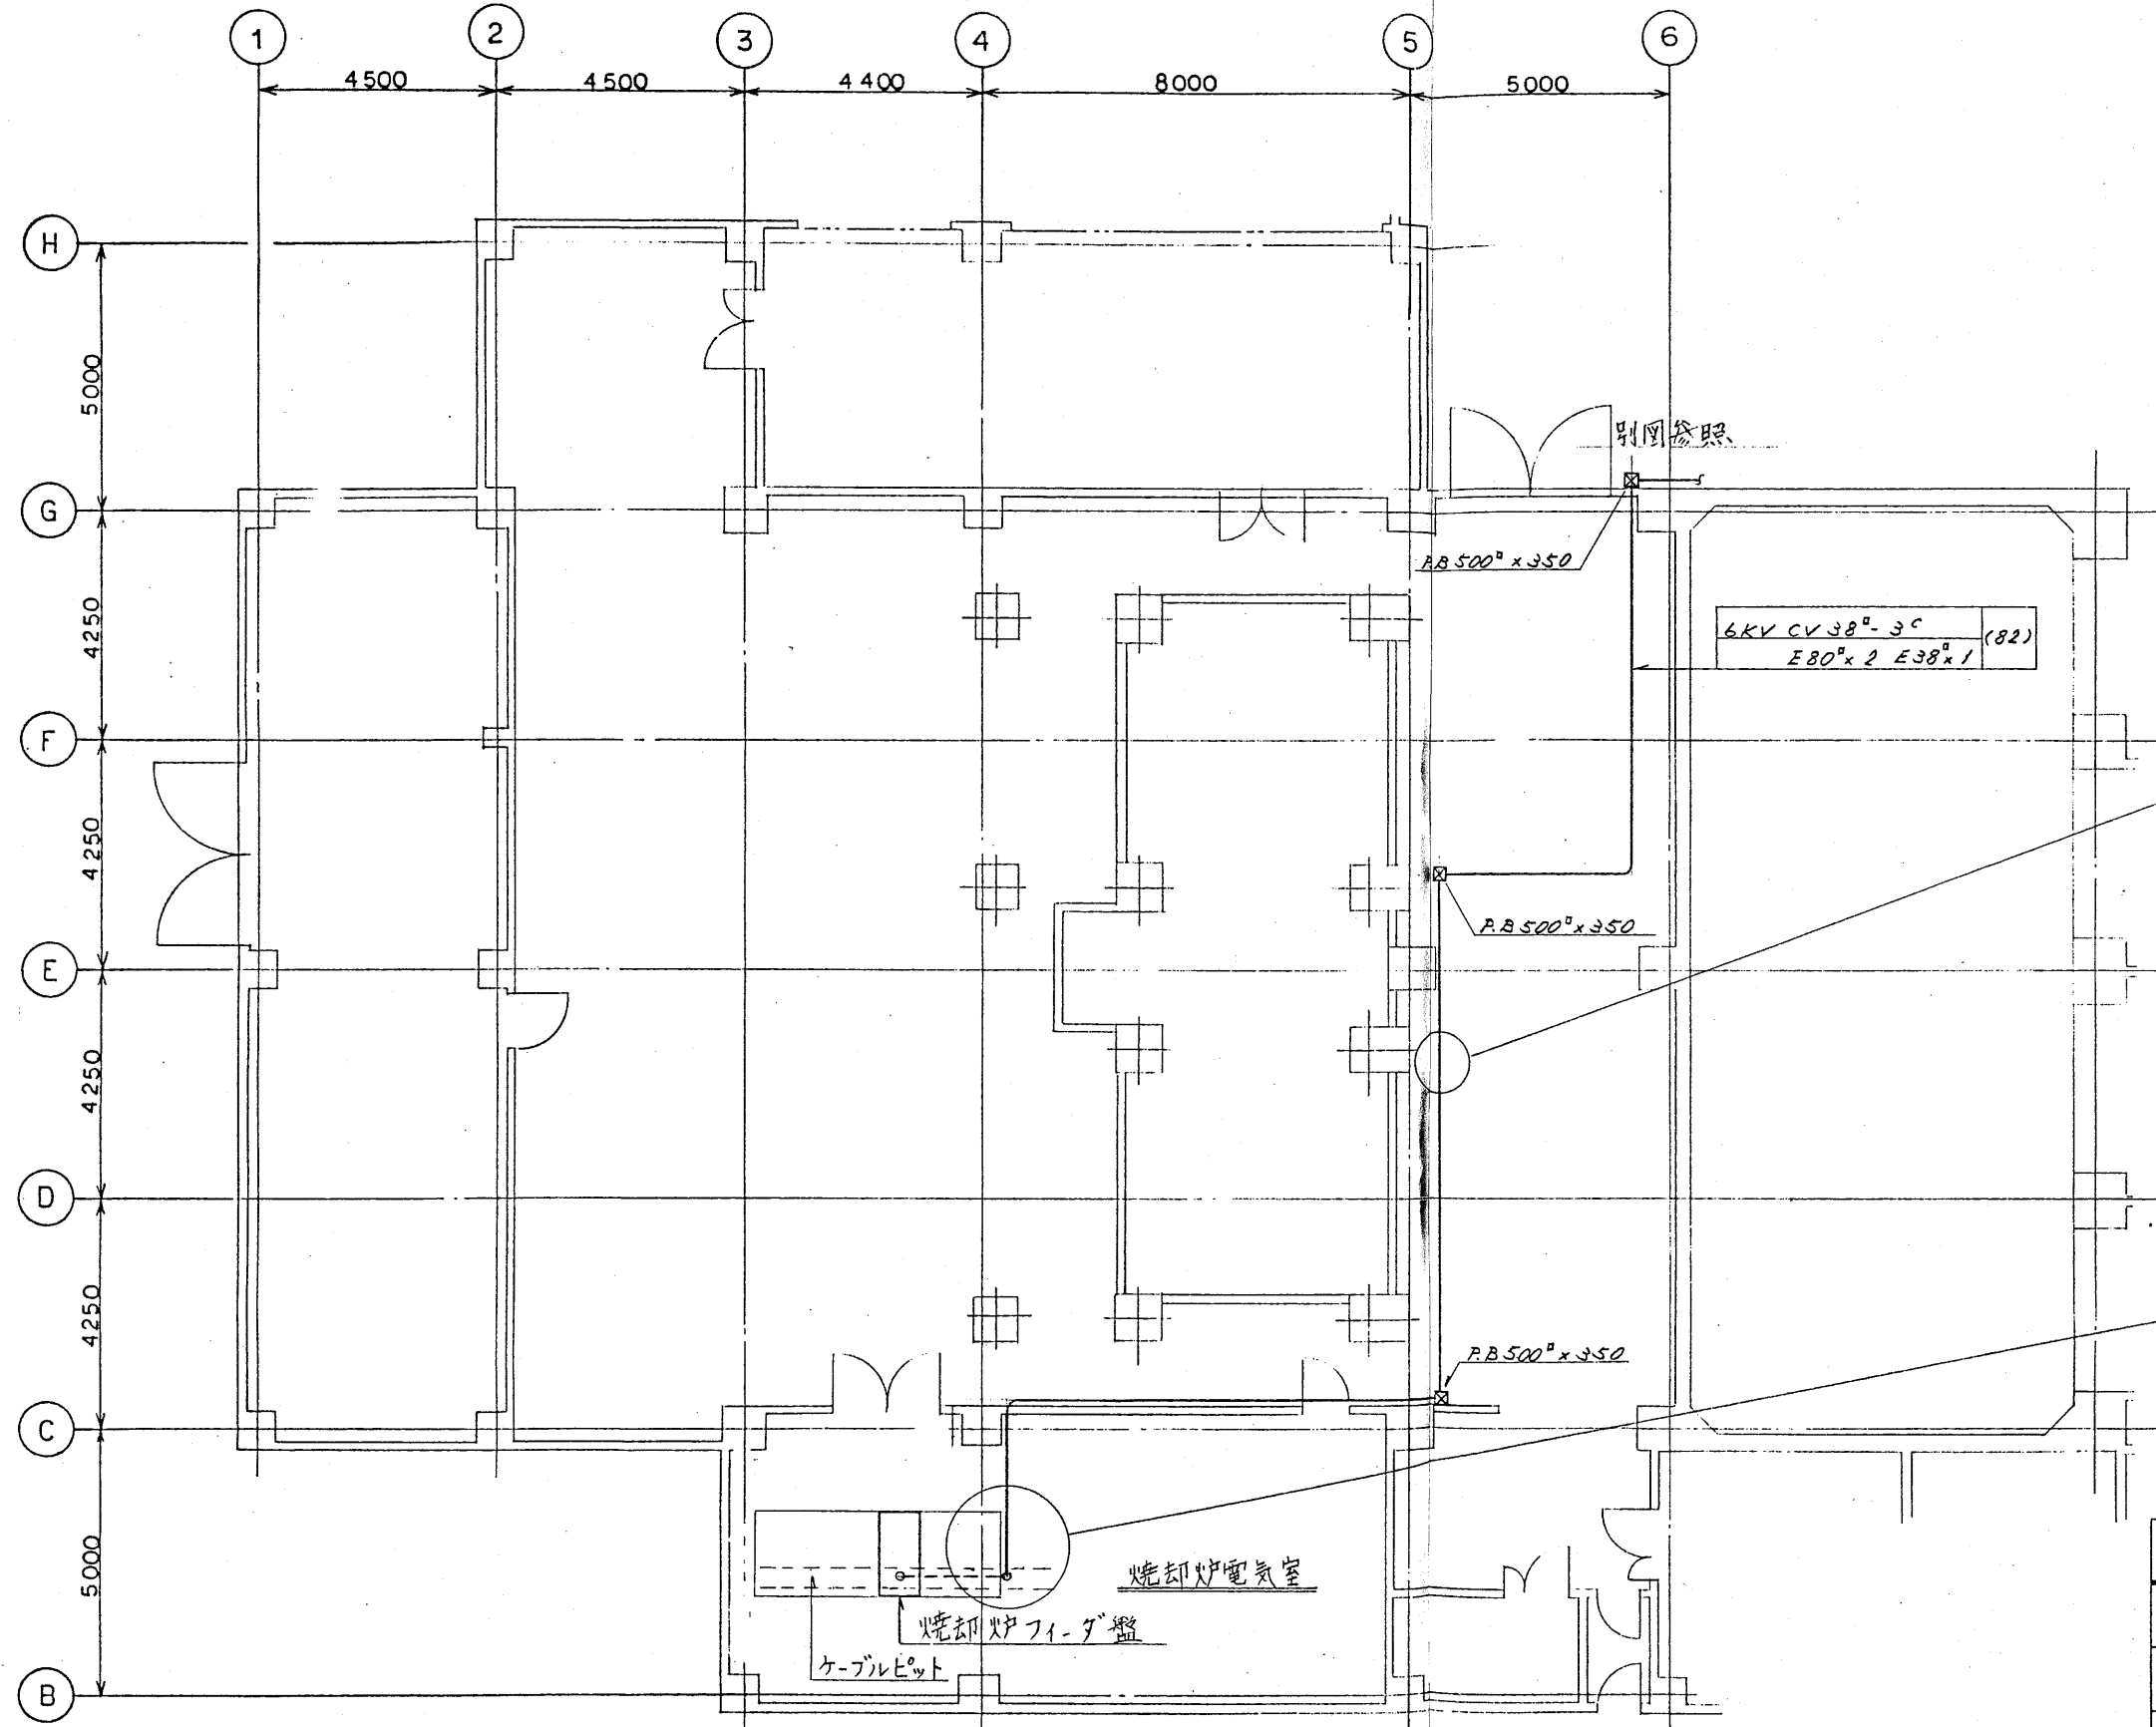 1 2 3 4 5 6
4500 4500 4400 8000 5000
H
5000
別図参照
G
P.B 500□ × 350
4250
6KV CV 38□- 3C (82)
E 80□ × 2 E 38□ × 1
F
4250
P.B 500□ × 350
E
4250
D
4250
P.B 500□ × 350
C
5000
焼却炉電気室
焼却炉フィーダ盤
ケーブルピット
B